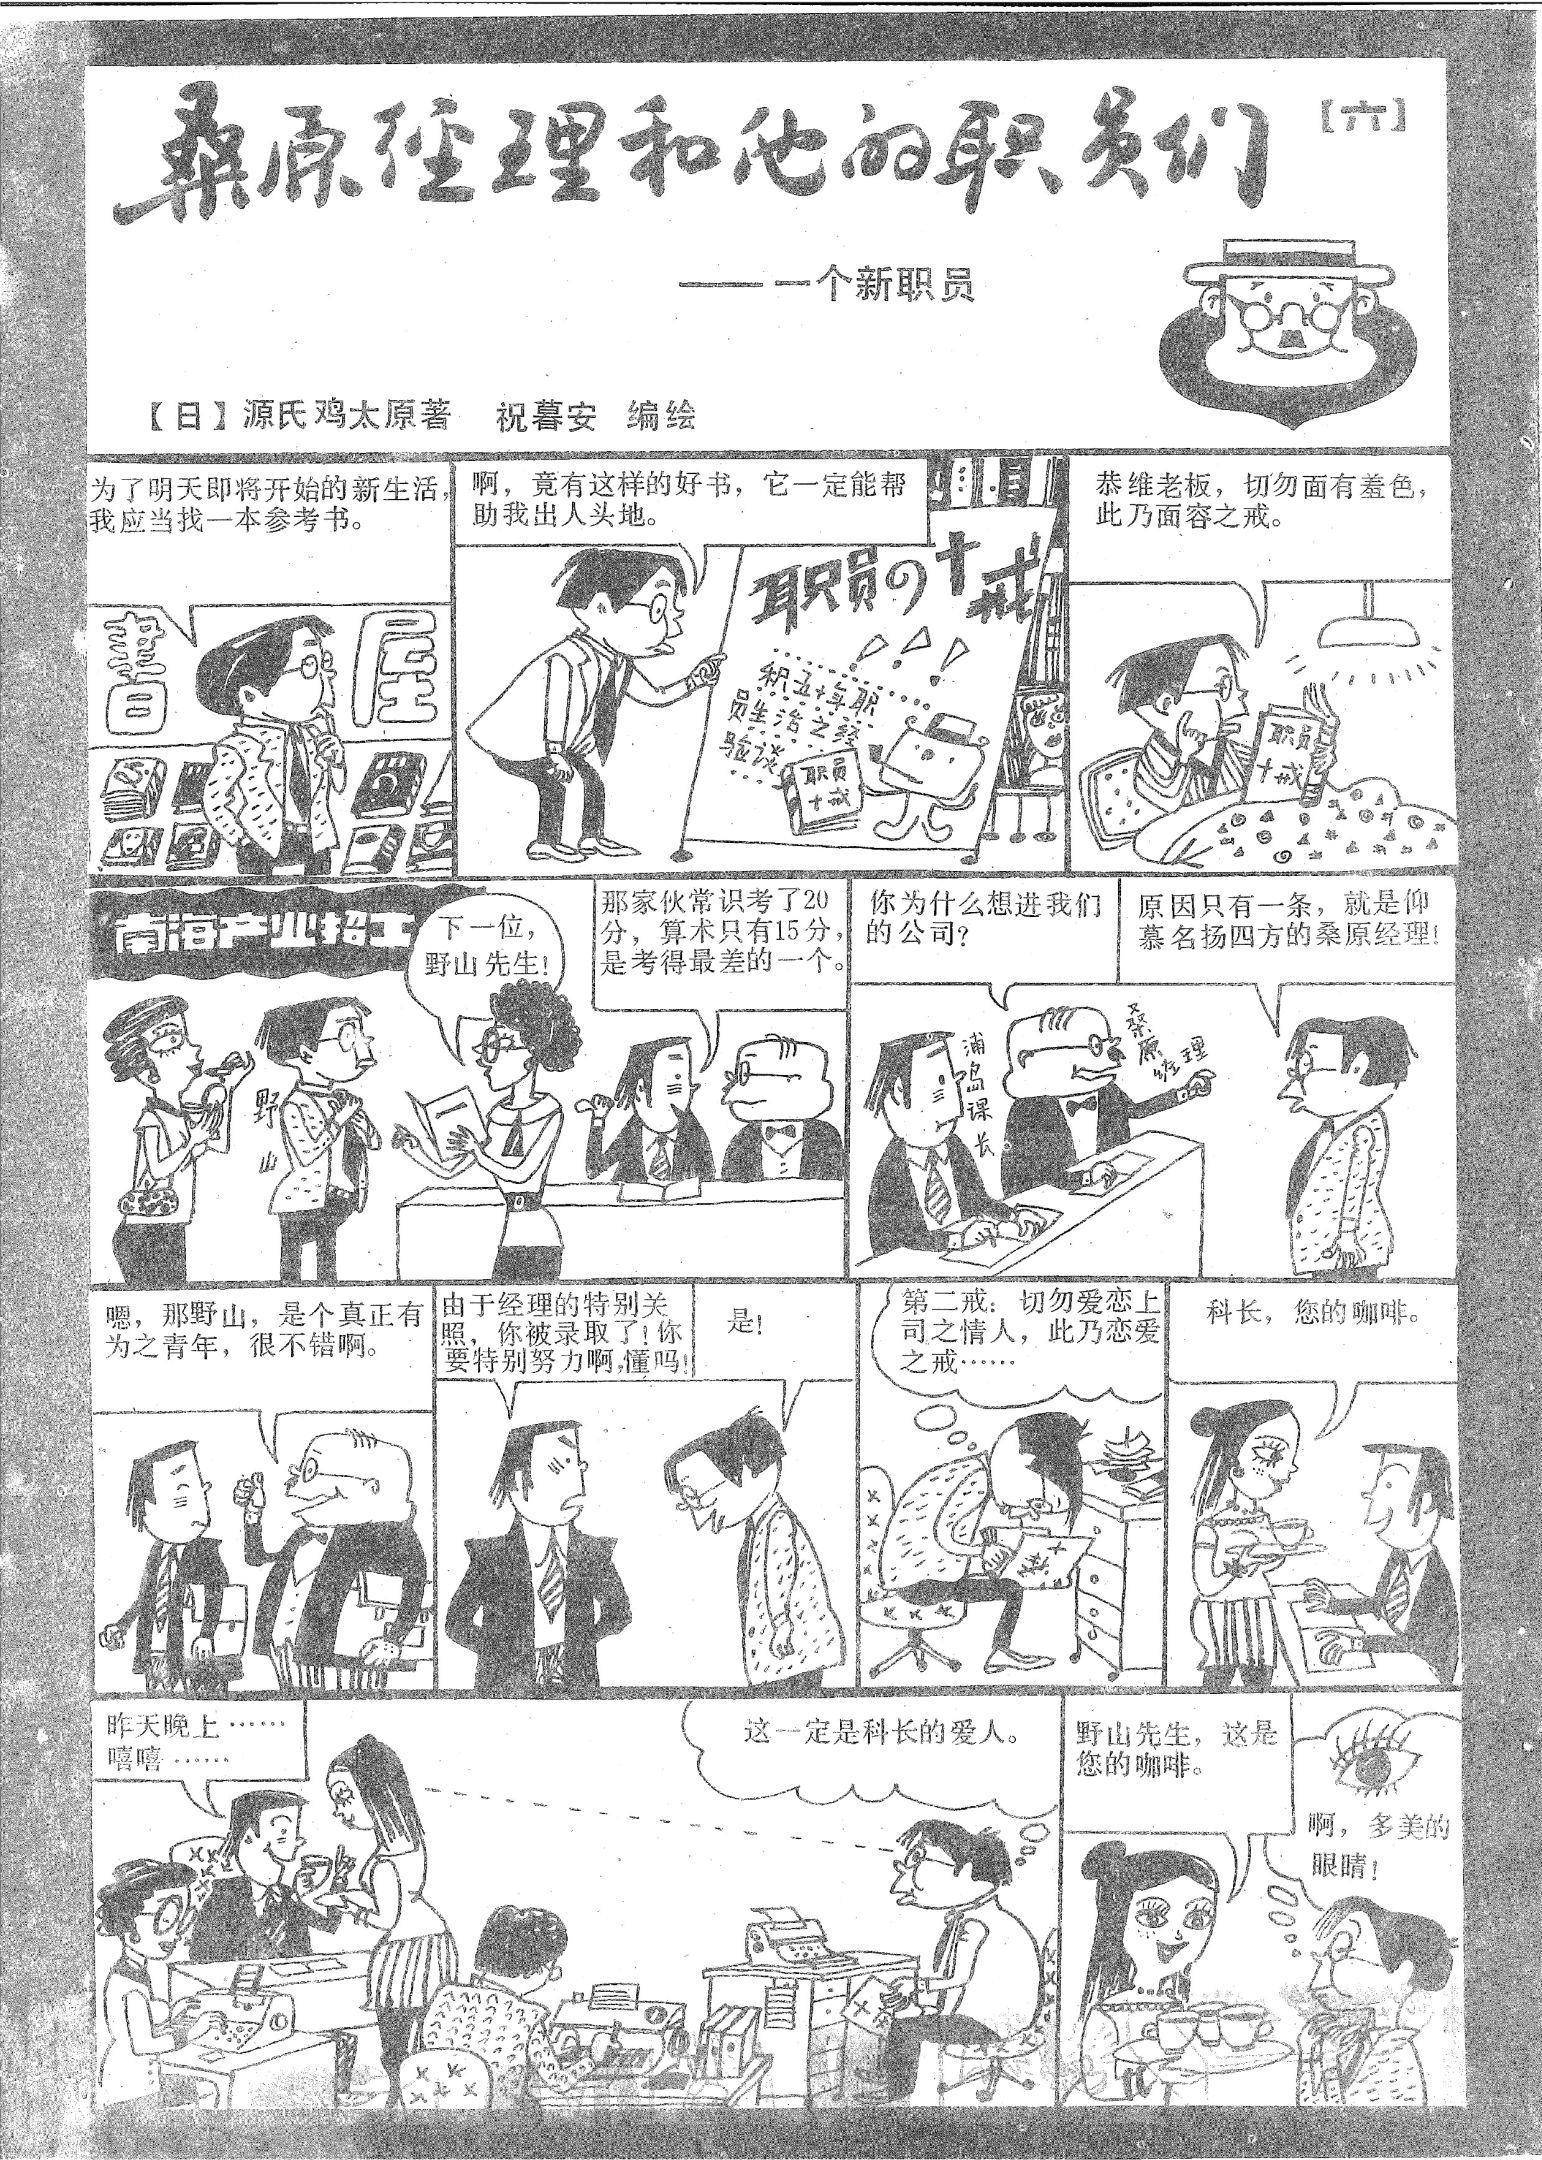 桑原经理和他的职员们
【六】
——一个新职员
【日】源氏鸡太原著 祝暮安 编绘
为了明天即将开始的新生活，
我应当找一本参考书。
書屋
啊，竟有这样的好书，它一定能帮
助我出人头地。
职员の十戒
积五十年职
员生活之经
验谈
职员
十戒
恭维老板，切勿面有羞色，
此乃面容之戒。
职员
十戒
南海产业招工
下一位，
野山先生！
野山
那家伙常识考了20
分，算术只有15分，
是考得最差的一个。
你为什么想进我们
的公司？
浦岛课长。
桑原经理
原因只有一条，就是仰
慕名扬四方的桑原经理！
嗯，那野山，是个真正有
为之青年，很不错啊。
由于经理的特别关
照，你被录取了！你
要特别努力啊，懂吗！
是！
第二戒：切勿爱恋上
司之情人，此乃恋爱
之戒……
科长，您的咖啡。
昨天晚上……
嘻嘻……
这一定是科长的爱人。
野山先生，这是
您的咖啡。
啊，多美的
眼睛！